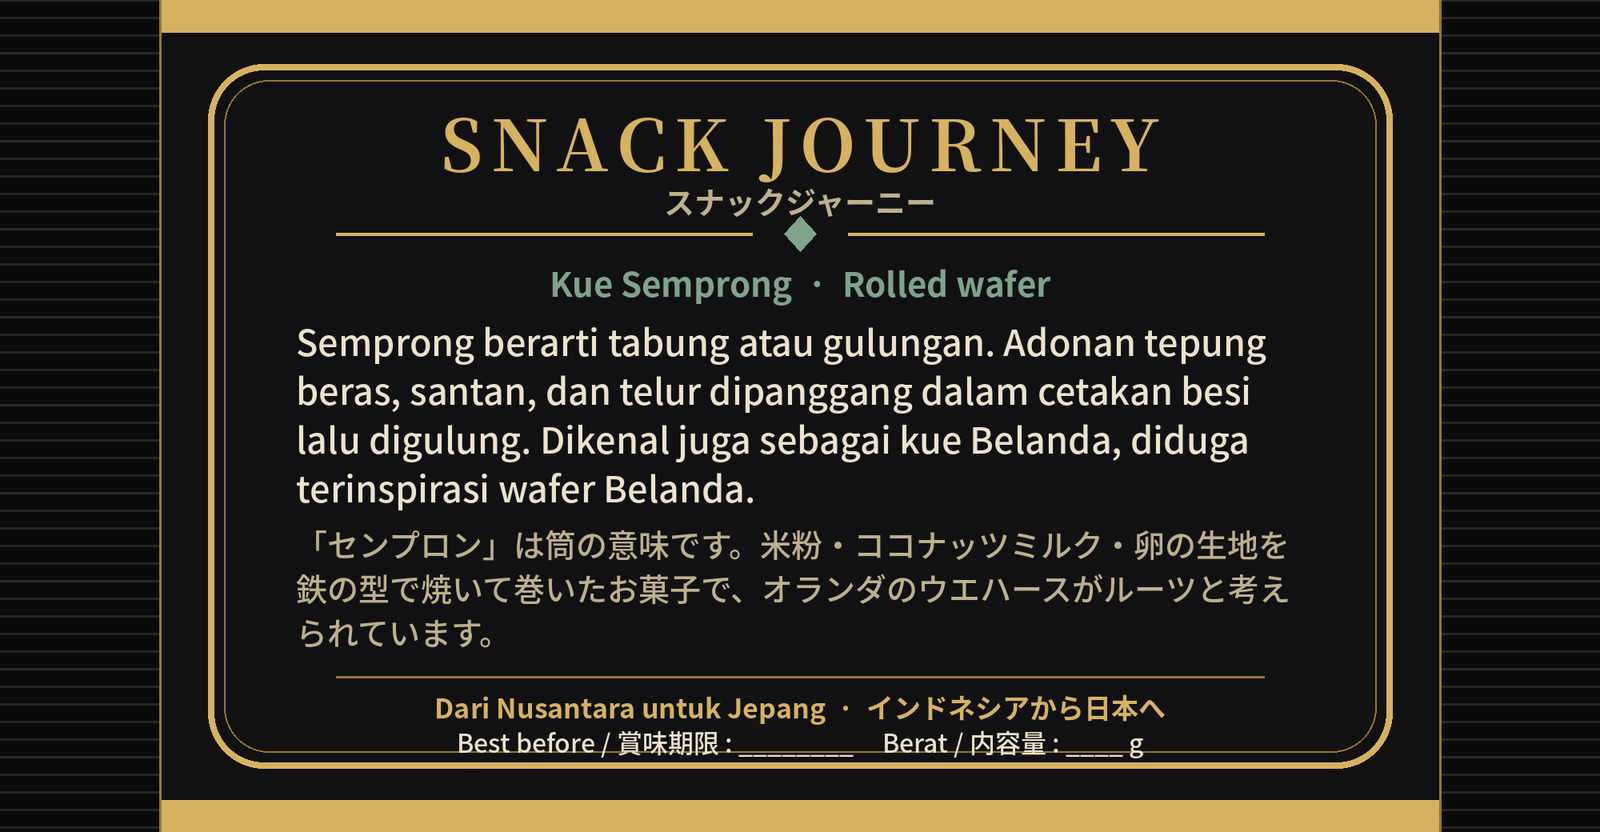 SNACK JOURNEY
スナックジャーニー
Kue Semprong · Rolled wafer
Semprong berarti tabung atau gulungan. Adonan tepung
beras, santan, dan telur dipanggang dalam cetakan besi
lalu digulung. Dikenal juga sebagai kue Belanda, diduga
terinspirasi wafer Belanda.
「センプロン」は筒の意味です。米粉・ココナッツミルク・卵の生地を
鉄の型で焼いて巻いたお菓子で、オランダのウエハースがルーツと考え
られています。
Dari Nusantara untuk Jepang · インドネシアから日本へ
Best before / 賞味期限 : ________ Berat / 内容量 : ____ g